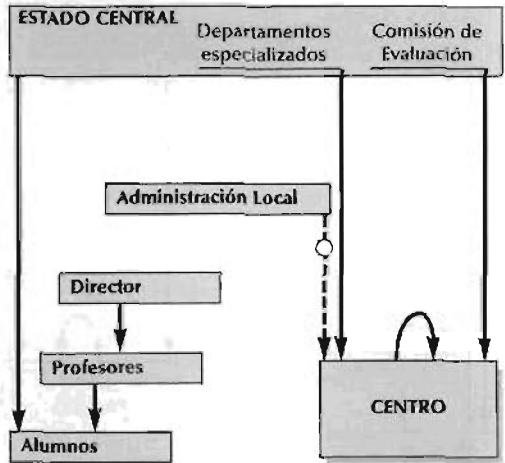 ESTADO CENTRAL
Departamentos
especializados
Comisión de
Evaluación
Administración Local
Director
Profesores
CENTRO
Alumnos